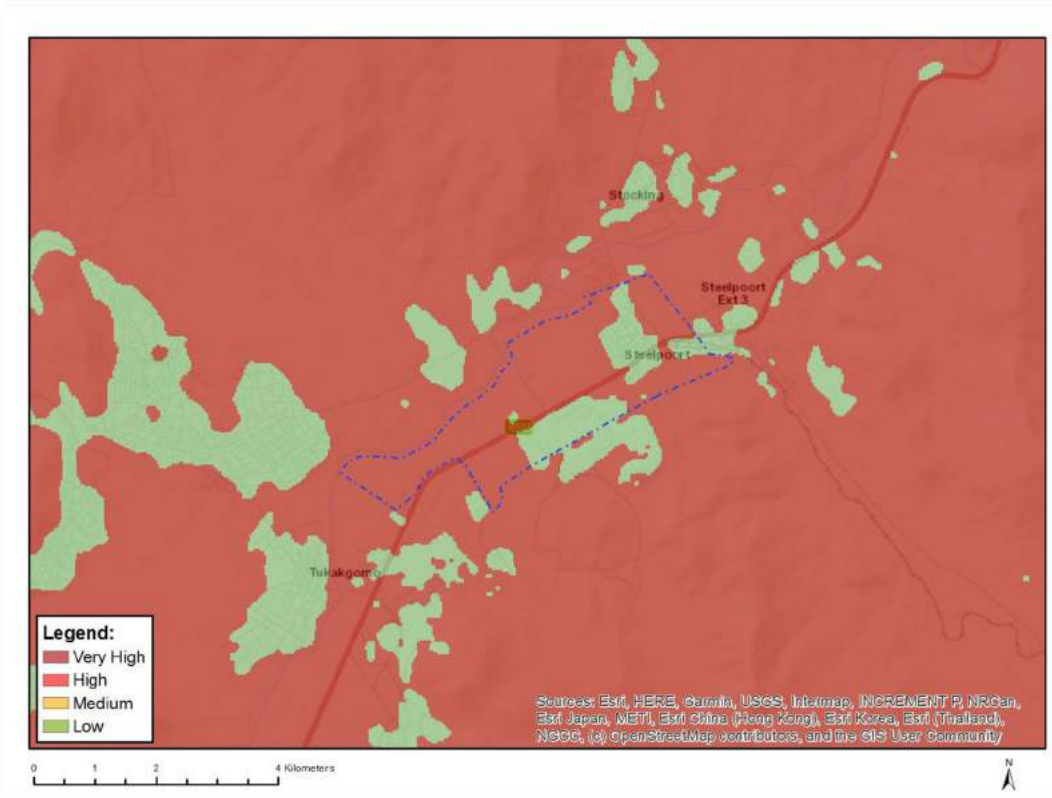 Stocking
Steelpoort
Ext 3
Steelpoort
Tukakgomo
Legend:
Very High
High
Medium
Low
Sources: Esri, HERE, Garmin, USGS, Intermap, INCREMENT P, NRCan,
Esri Japan, METI, Esri China (Hong Kong), Esri Korea, Esri (Thailand),
NGCC, (c) OpenStreetMap contributors, and the GIS User Community
0 1 2 4 Kilometers
N